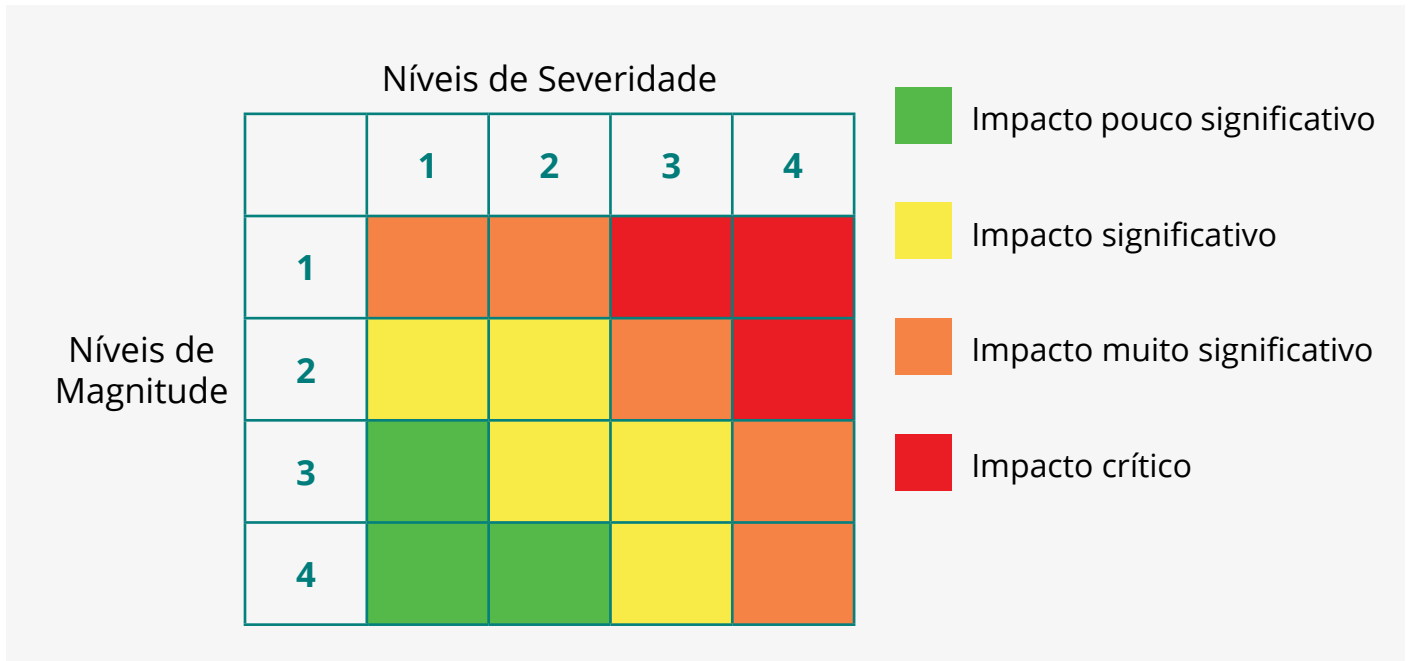 Níveis de Severidade
1 2 3 4
1
2
3
4
Níveis de
Magnitude
Impacto pouco significativo
Impacto significativo
Impacto muito significativo
Impacto crítico